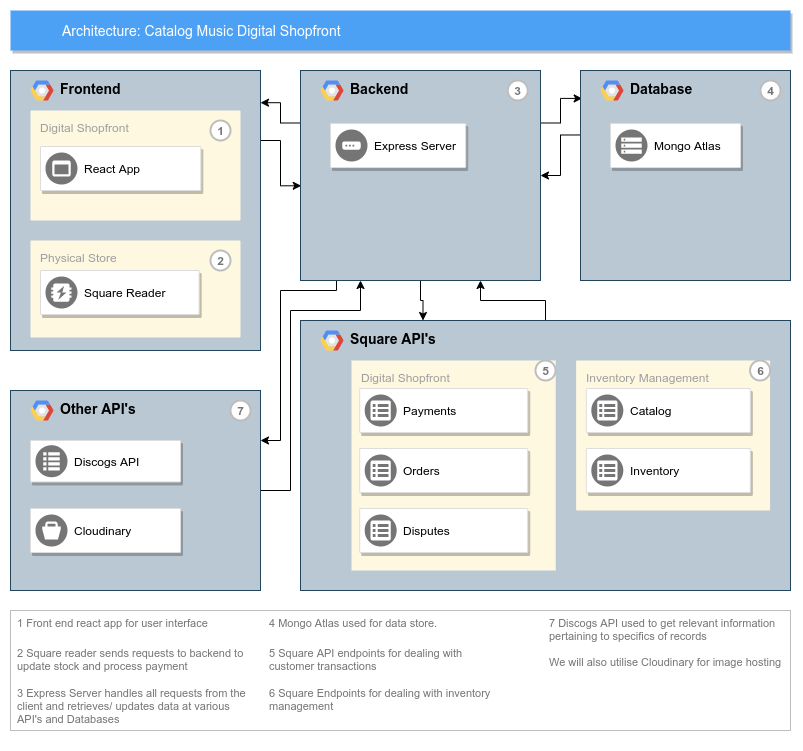 Architecture: Catalog Music Digital Shopfront
Frontend
Digital Shopfront
1
React App
Physical Store
2
Square Reader
Backend
3
Express Server
Database
4
Mongo Atlas
Square API's
Digital Shopfront
5
Payments
Orders
Disputes
Inventory Management
6
Catalog
Inventory
Other API's
7
Discogs API
Cloudinary
1 Front end react app for user interface
2 Square reader sends requests to backend to
update stock and process payment
3 Express Server handles all requests from the
client and retrieves/ updates data at various
API's and Databases
4 Mongo Atlas used for data store.
5 Square API endpoints for dealing with
customer transactions
6 Square Endpoints for dealing with inventory
management
7 Discogs API used to get relevant information
pertaining to specifics of records
We will also utilise Cloudinary for image hosting